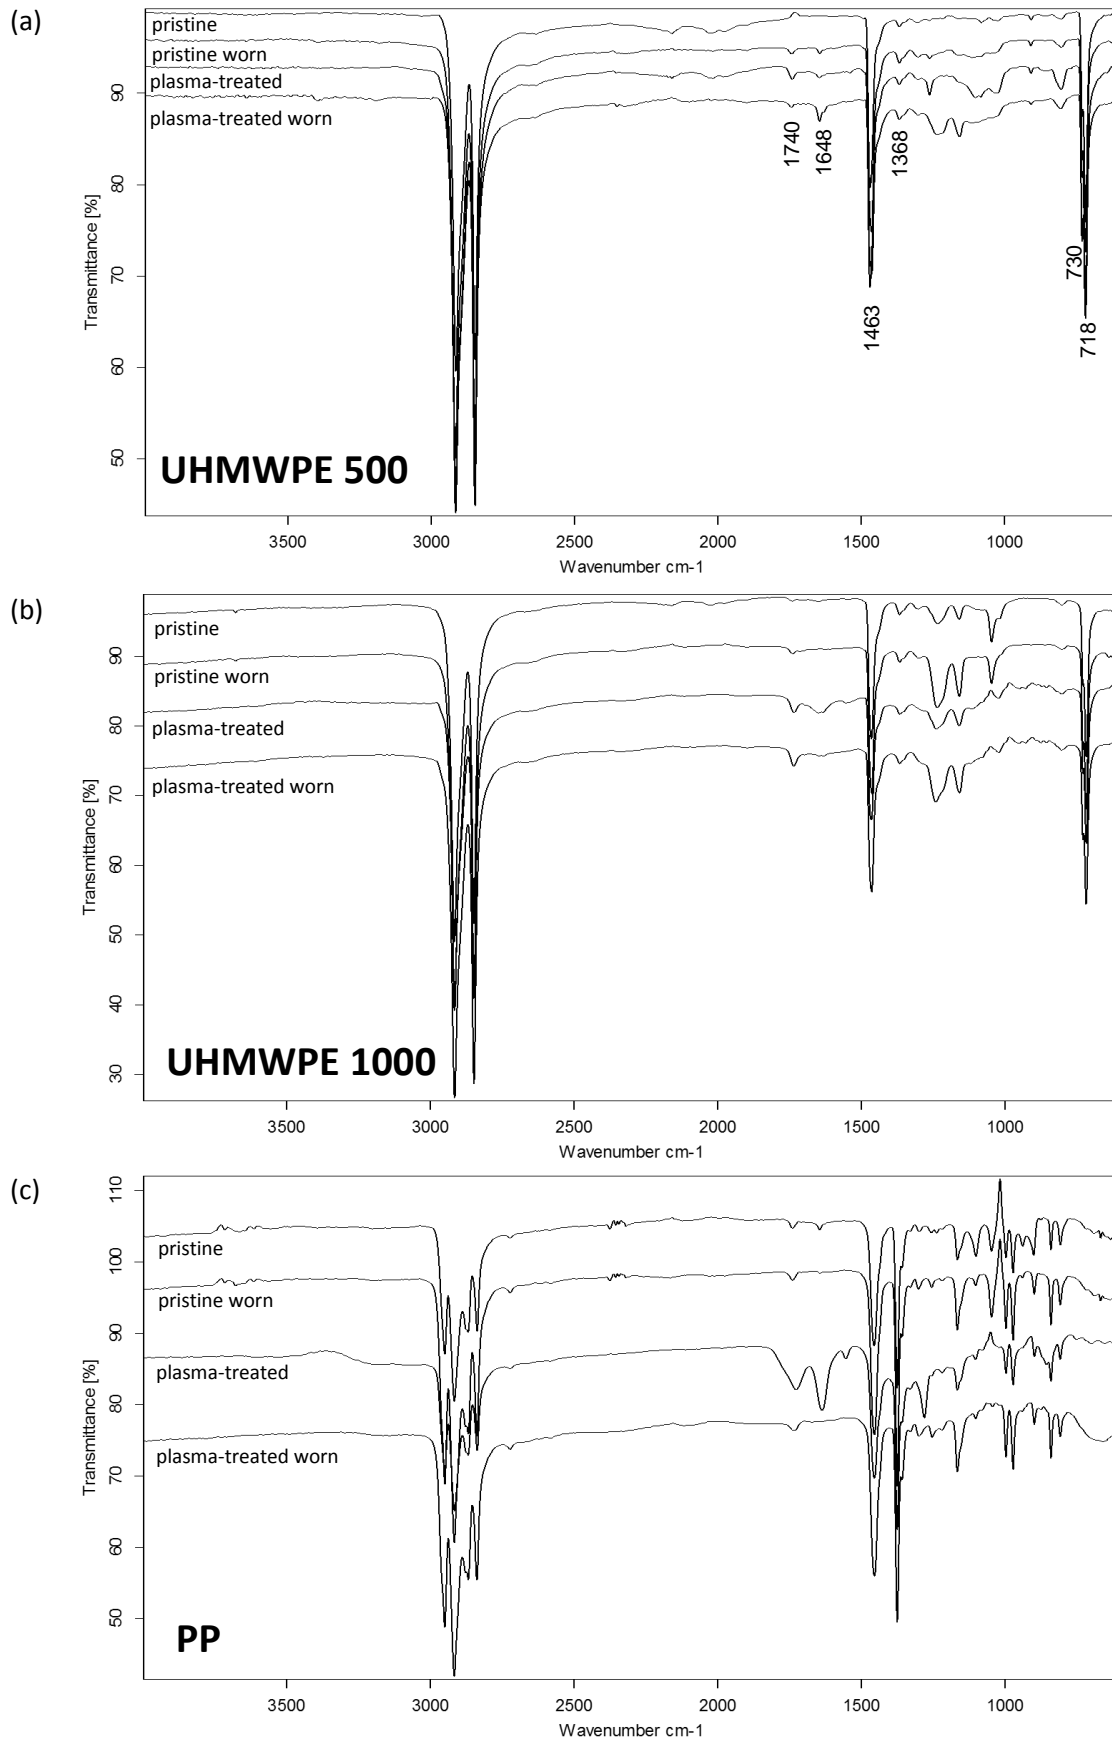 (a)
pristine
pristine worn
plasma-treated
plasma-treated worn
90
80
70
60
50
Transmittance [%]
1740
1648
1463
1368
730
718
UHMWPE 500
3500 3000 2500 2000 1500 1000
Wavenumber cm-1
(b)
pristine
pristine worn
plasma-treated
plasma-treated worn
90
80
70
60
50
40
30
Transmittance [%]
UHMWPE 1000
3500 3000 2500 2000 1500 1000
Wavenumber cm-1
(c)
pristine
pristine worn
plasma-treated
plasma-treated worn
110
100
90
80
70
60
50
Transmittance [%]
PP
3500 3000 2500 2000 1500 1000
Wavenumber cm-1